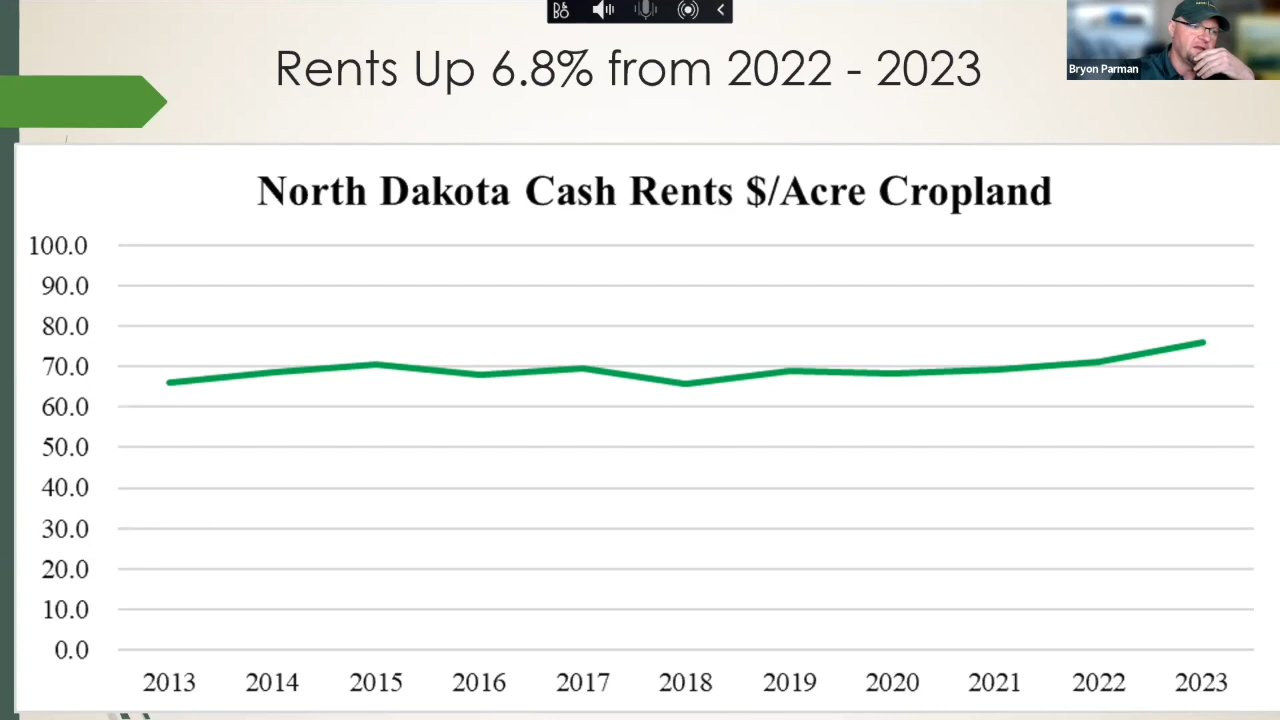 Rents Up 6.8% from 2022 - 2023
Bryon Parman
North Dakota Cash Rents $/Acre Cropland
100.0
90.0
80.0
70.0
60.0
50.0
40.0
30.0
20.0
10.0
0.0
2013 2014 2015 2016 2017 2018 2019 2020 2021 2022 2023